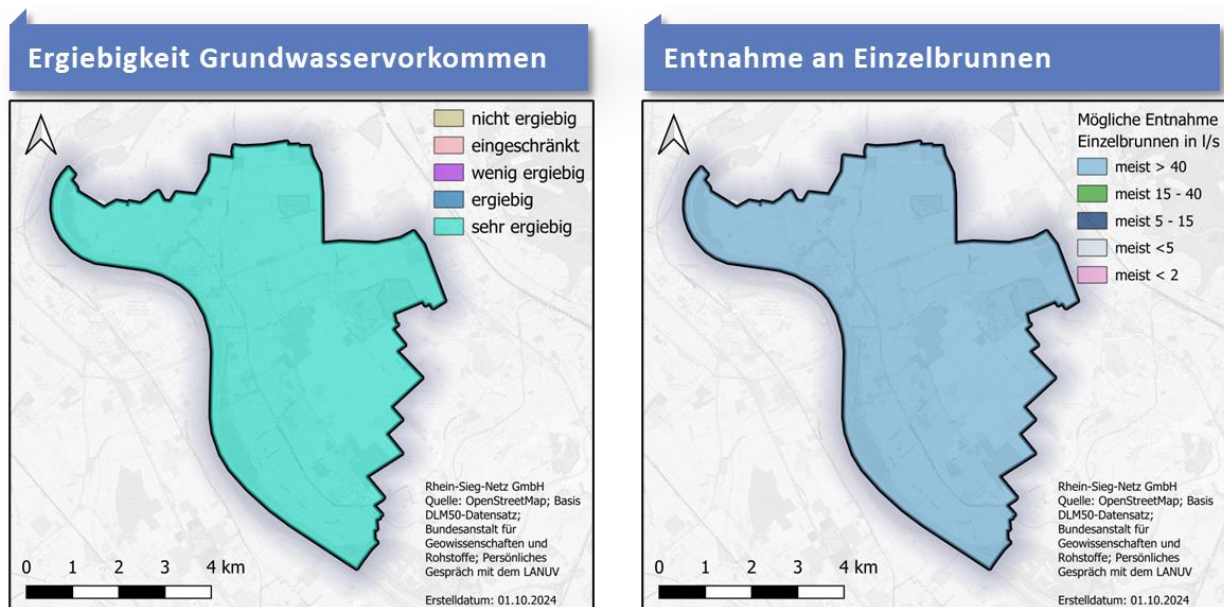 Ergiebigkeit Grundwasservorkommen
nicht ergiebig
eingeschränkt
wenig ergiebig
ergiebig
sehr ergiebig
Rhein-Sieg-Netz GmbH
Quelle: OpenStreetMap; Basis
DLM50-Datensatz;
Bundesanstalt für
Geowissenschaften und
Rohstoffe; Persönliches
Gespräch mit dem LANUV
Erstelldatum: 01.10.2024
0 1 2 3 4 km
Entnahme an Einzelbrunnen
Mögliche Entnahme
Einzelbrunnen in l/s
meist > 40
meist 15 - 40
meist 5 - 15
meist <5
meist < 2
Rhein-Sieg-Netz GmbH
Quelle: OpenStreetMap; Basis
DLM50-Datensatz;
Bundesanstalt für
Geowissenschaften und
Rohstoffe; Persönliches
Gespräch mit dem LANUV
Erstelldatum: 01.10.2024
0 1 2 3 4 km